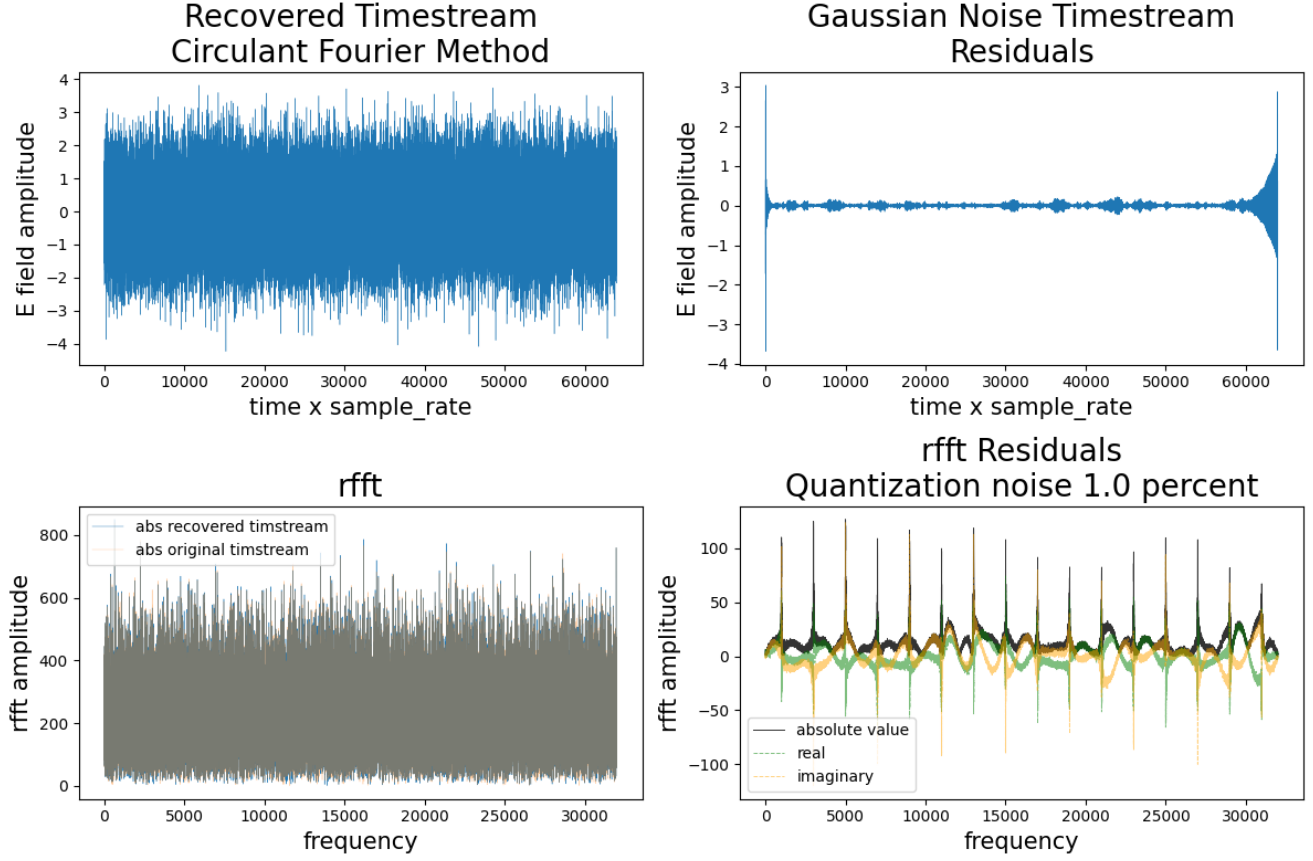 Recovered Timestream
Circulant Fourier Method
E field amplitude
4
3
2
1
0
−1
−2
−3
−4
0
10000
20000
30000
40000
50000
60000
time x sample_rate
Gaussian Noise Timestream
Residuals
E field amplitude
3
2
1
0
−1
−2
−3
−4
0
10000
20000
30000
40000
50000
60000
time x sample_rate
rfft
rfft amplitude
800
600
400
200
0
abs recovered timstream
abs original timstream
0
5000
10000
15000
20000
25000
30000
frequency
rfft Residuals
Quantization noise 1.0 percent
rfft amplitude
100
50
0
−50
−100
absolute value
real
imaginary
0
5000
10000
15000
20000
25000
30000
frequency